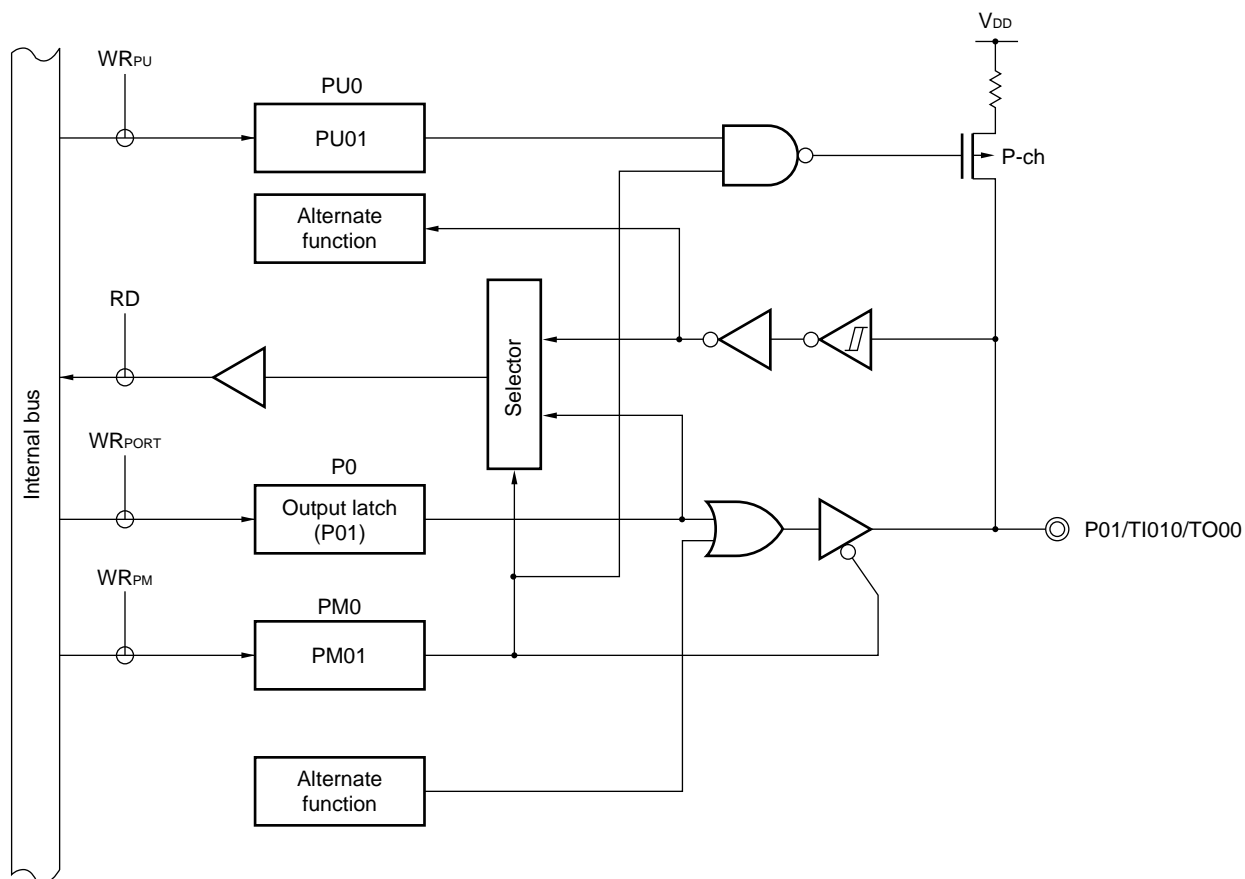 VDD
WRPU
PU0
PU01
P-ch
Alternate
function
RD
Selector
Internal bus
WRPORT
P0
Output latch
(P01)
P01/TI010/TO00
WRPM
PM0
PM01
Alternate
function